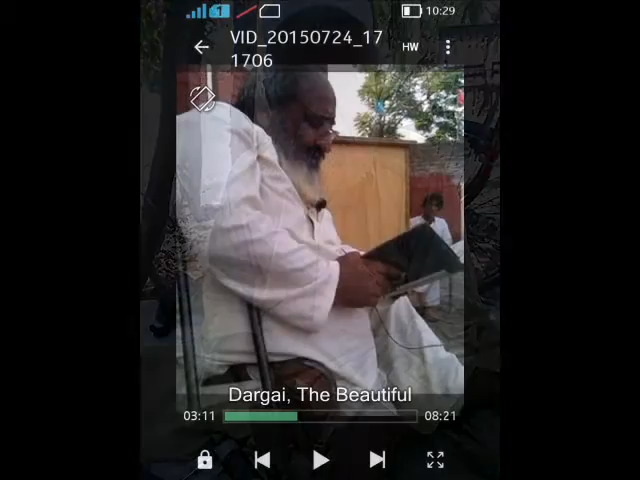 10:29
VID_20150724_17
1706
HW
Dargai, The Beautiful
03:11
08:21